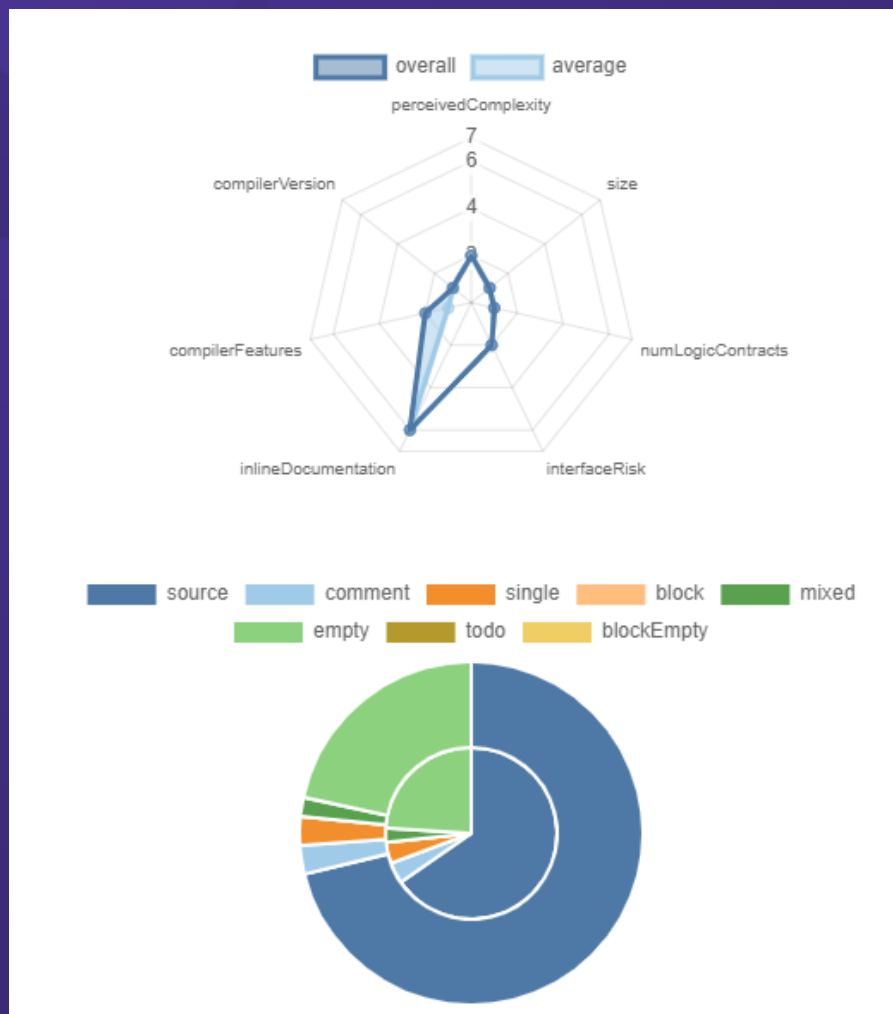 overall average
perceivedComplexity
7
6
compilerVersion size
4
compilerFeatures numLogicContracts
inlineDocumentation interfaceRisk
source comment single block mixed
empty todo blockEmpty